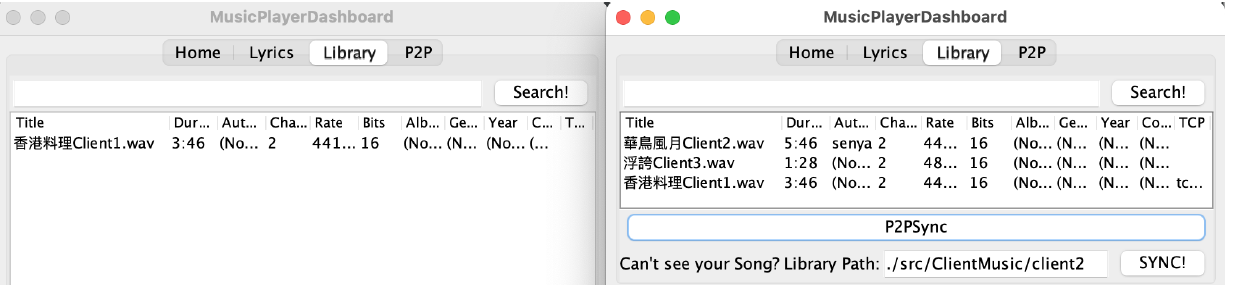 MusicPlayerDashboard
Home Lyrics Library P2P
Search!
Title Dur... Aut... Cha... Rate Bits Alb... Ge... Year C... T...
香港料理Client1.wav 3:46 (No... 2 441... 16 (No... (N... (No... (...
MusicPlayerDashboard
Home Lyrics Library P2P
Search!
Title Dur... Aut... Cha... Rate Bits Alb... Ge... Year Co... TCP
華鳥風月Client2.wav 5:46 senya 2 44... 16 (No... (N... (N... (N...
浮誇Client3.wav 1:28 (No... 2 48... 16 (No... (N... (N... (N...
香港料理Client1.wav 3:46 (No... 2 44... 16 (No... (N... (N... (N... tc...
P2PSync
Can't see your Song? Library Path: ./src/ClientMusic/client2 SYNC!